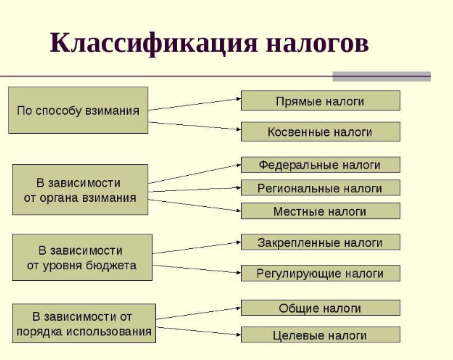 Классификация налогов
По способу взимания
Прямые налоги
Косвенные налоги
В зависимости
от органа взимания
Федеральные налоги
Региональные налоги
Местные налоги
В зависимости
от уровня бюджета
Закрепленные налоги
Регулирующие налоги
В зависимости от
порядка использования
Общие налоги
Целевые налоги